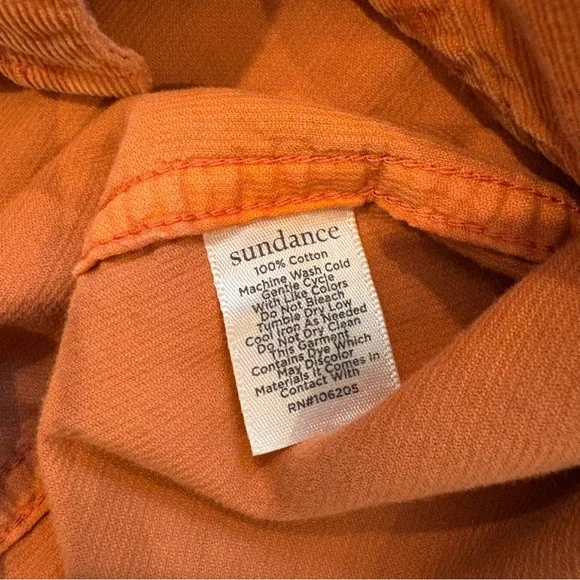 sundance
100% Cotton
Machine Wash Cold
Gentle Cycle
With Like Colors
Do Not Bleach
Tumble Dry Low
Cool Iron As Needed
Do Not Dry Clean
This Garment
Contains Dye Which
May Discolor
Materials It Comes In
Contact With
RN#106205